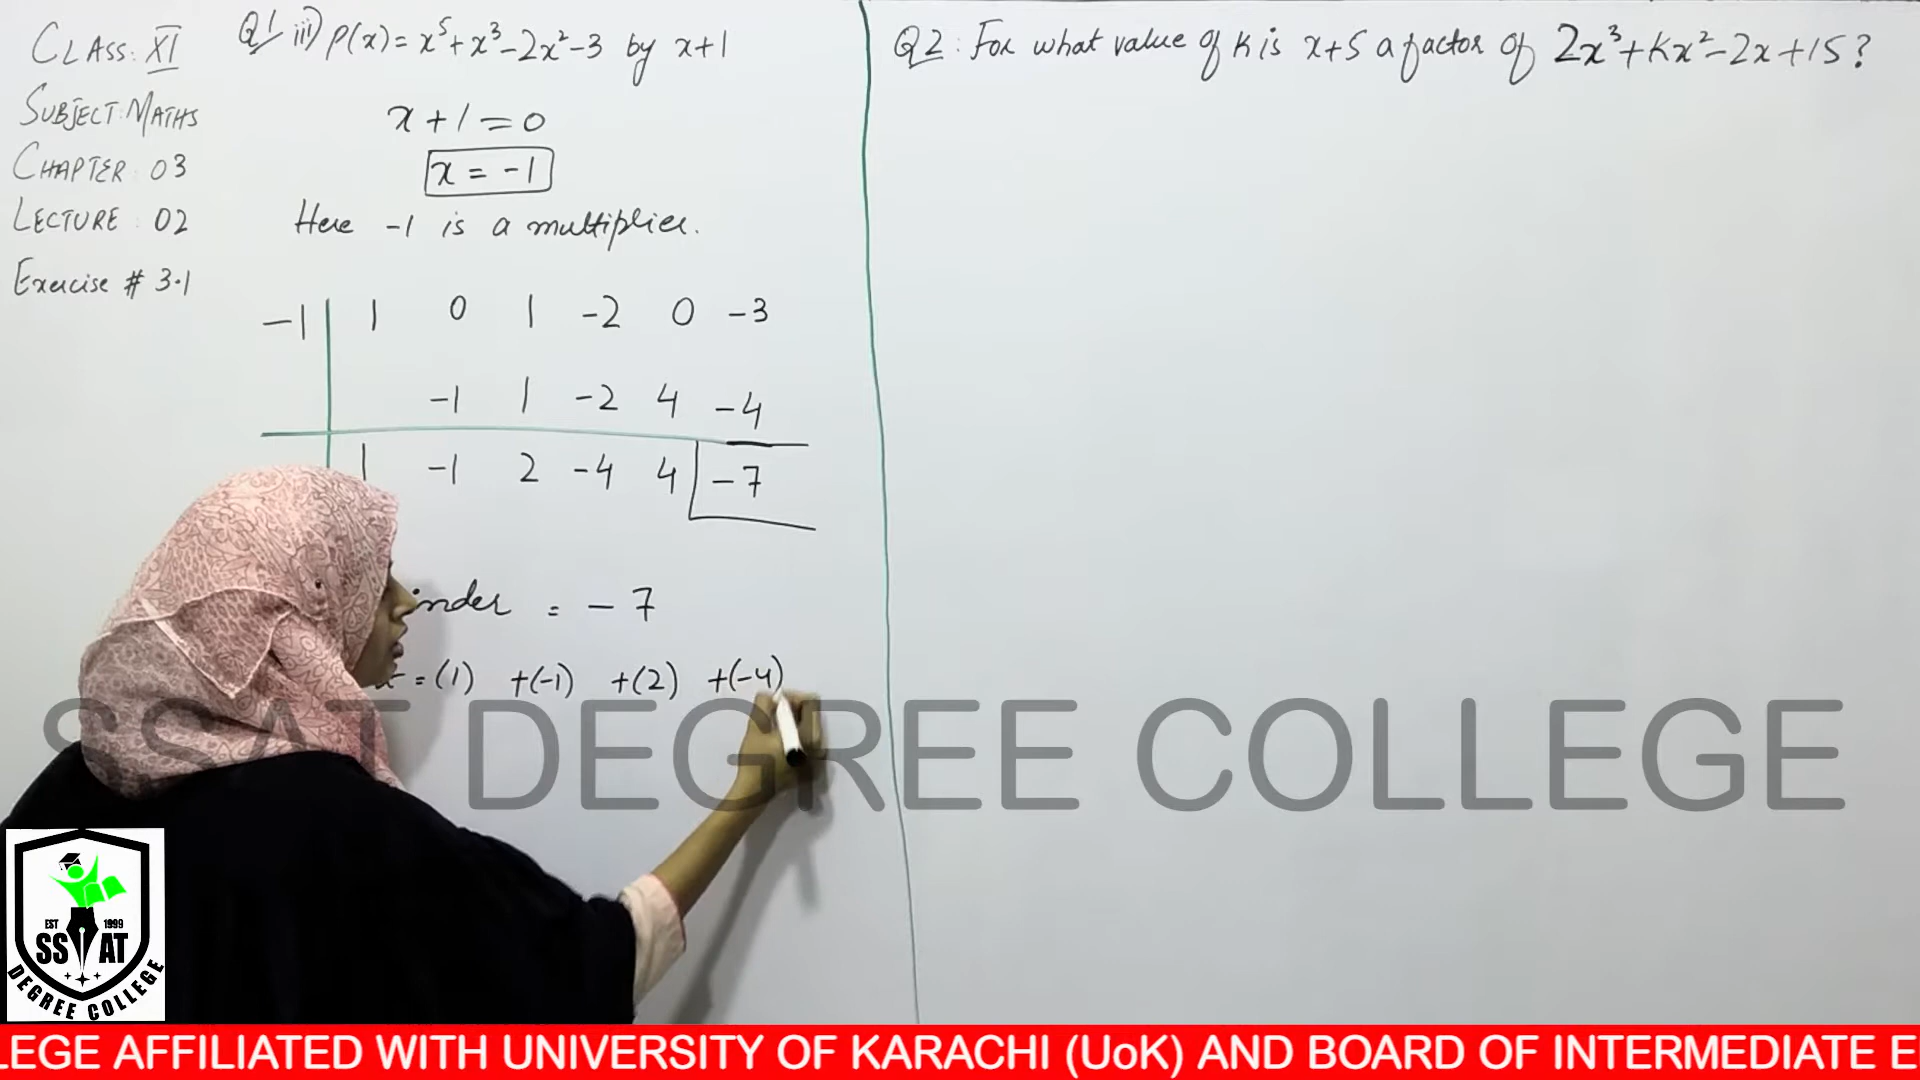 CLASS: XI
SUBJECT: MATHS
CHAPTER: 03
LECTURE: 02
Exercise # 3.1
Q1 iii) P(x) = x⁵ + x³ - 2x² - 3 by x + 1
x + 1 = 0
x = -1
Here -1 is a multiplier.
-1 | 1 0 1 -2 0 -3
-1 1 -2 4 -4
1 -1 2 -4 4 | -7
inder = -7
= (1) +(-1) +(2) +(-4)
Q2: For what value of K is x+5 a factor of 2x³ + Kx² - 2x + 15?
SSAT DEGREE COLLEGE
EST 1999
SSAT
DEGREE COLLEGE
LEGE AFFILIATED WITH UNIVERSITY OF KARACHI (UoK) AND BOARD OF INTERMEDIATE E